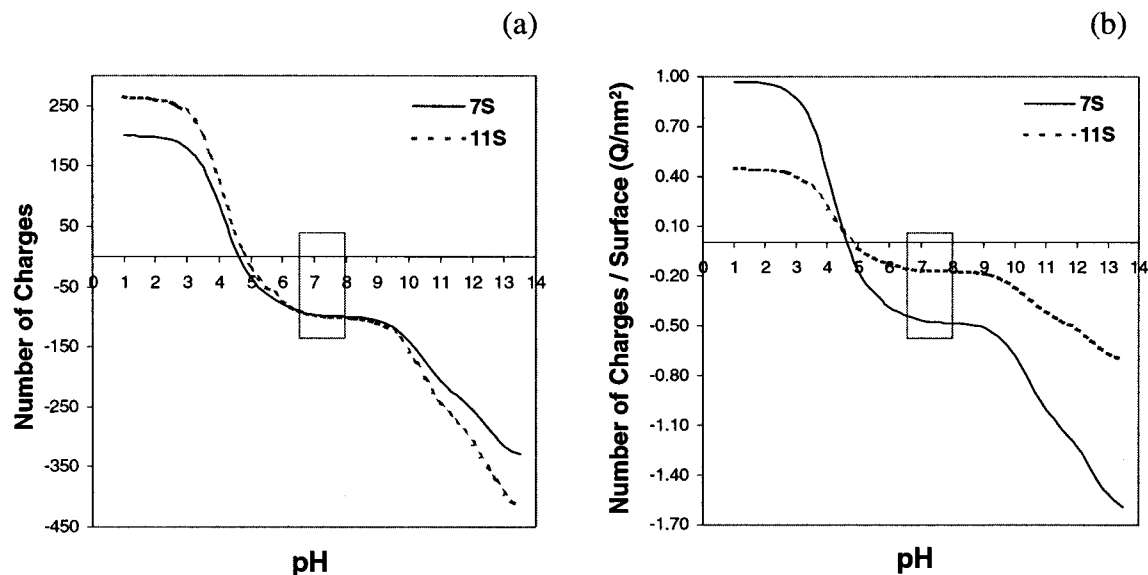 (a)
Number of Charges
250
150
50
-50
-150
-250
-350
-450
7S
11S
0 1 2 3 4 5 6 7 8 9 10 11 12 13 14
pH
(b)
Number of Charges / Surface (Q/nm²)
1.00
0.70
0.40
0.10
-0.20
-0.50
-0.80
-1.10
-1.40
-1.70
7S
11S
0 1 2 3 4 5 6 7 8 9 10 11 12 13 14
pH